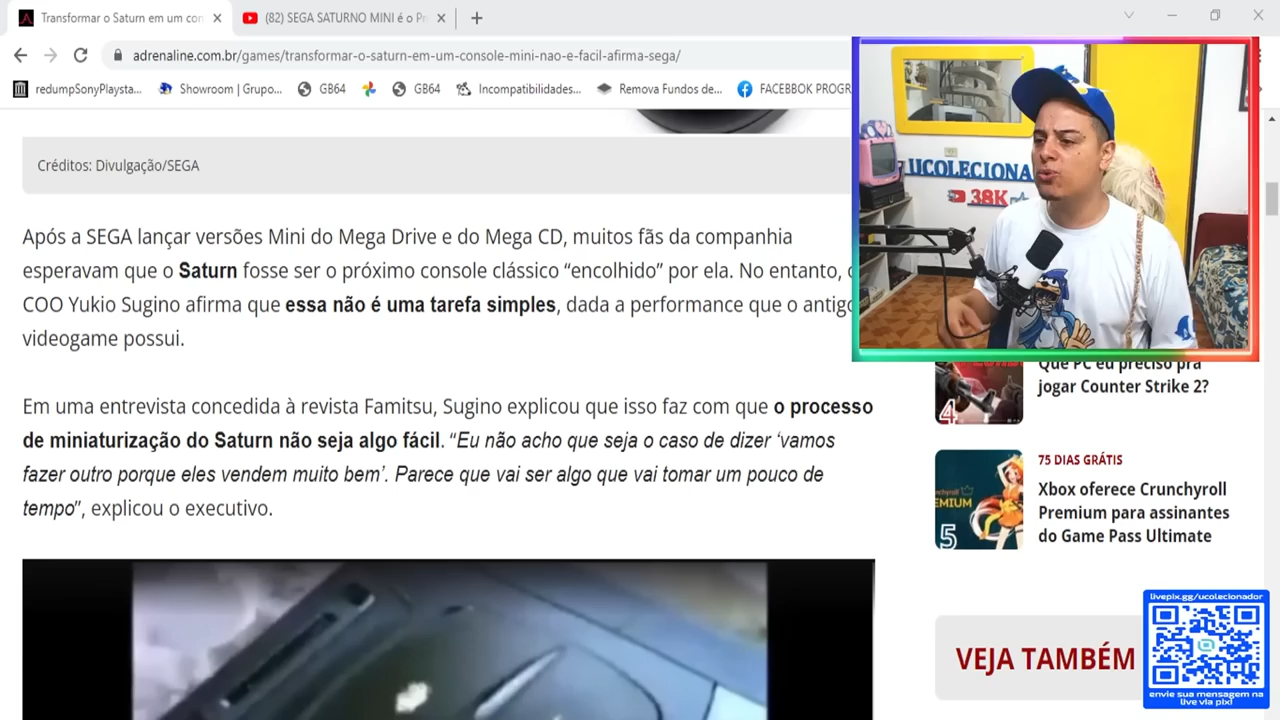 Transformar o Saturn em um con
(82) SEGA SATURNO MINI é o Pr
adrenaline.com.br/games/transformar-o-saturn-em-um-console-mini-nao-e-facil-afirma-sega/
redumpSonyPlaysta...
Showroom | Grupo...
GB64
GB64
Incompatibilidades...
Remova Fundos de...
FACEBBOK PROGR
Créditos: Divulgação/SEGA
UCOLECIONA
38K
Após a SEGA lançar versões Mini do Mega Drive e do Mega CD, muitos fãs da companhia
esperavam que o Saturn fosse ser o próximo console clássico “encolhido” por ela. No entanto, o
COO Yukio Sugino afirma que essa não é uma tarefa simples, dada a performance que o antigo
videogame possui.
Em uma entrevista concedida à revista Famitsu, Sugino explicou que isso faz com que o processo
de miniaturização do Saturn não seja algo fácil. “Eu não acho que seja o caso de dizer ‘vamos
fazer outro porque eles vendem muito bem’. Parece que vai ser algo que vai tomar um pouco de
tempo”, explicou o executivo.
4
Que PC eu preciso pra
jogar Counter Strike 2?
5
75 DIAS GRÁTIS
Xbox oferece Crunchyroll
Premium para assinantes
do Game Pass Ultimate
VEJA TAMBÉM
livepix.gg/ucolecionador
envie sua mensagem na
live via pix!